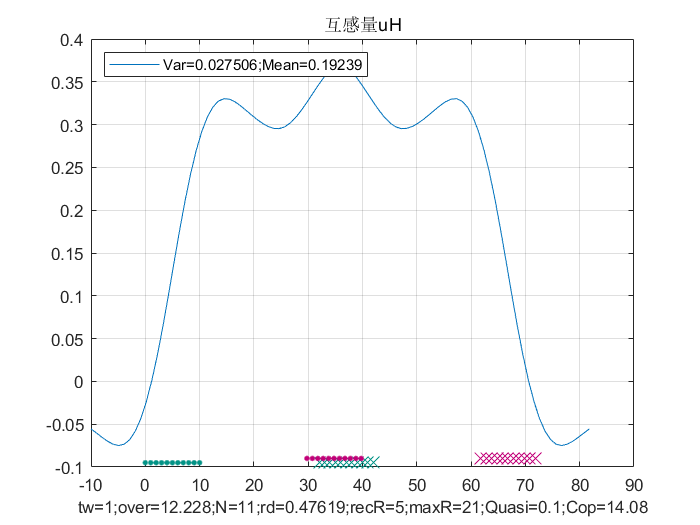 互感量uH
0.4
Var=0.027506;Mean=0.19239
0.35
0.3
0.25
0.2
0.15
0.1
0.05
0
-0.05
-0.1
-10 0 10 20 30 40 50 60 70 80 90
tw=1;over=12.228;N=11;rd=0.47619;recR=5;maxR=21;Quasi=0.1;Cop=14.08